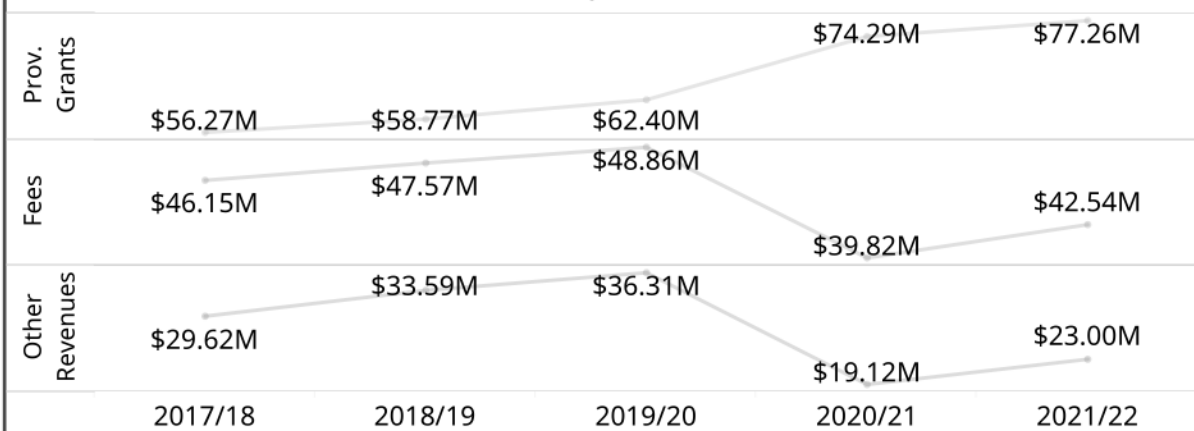 Prov.
Grants
$56.27M $58.77M $62.40M $74.29M $77.26M
Fees
$46.15M $47.57M $48.86M $39.82M $42.54M
Other
Revenues
$29.62M $33.59M $36.31M $19.12M $23.00M
2017/18 2018/19 2019/20 2020/21 2021/22